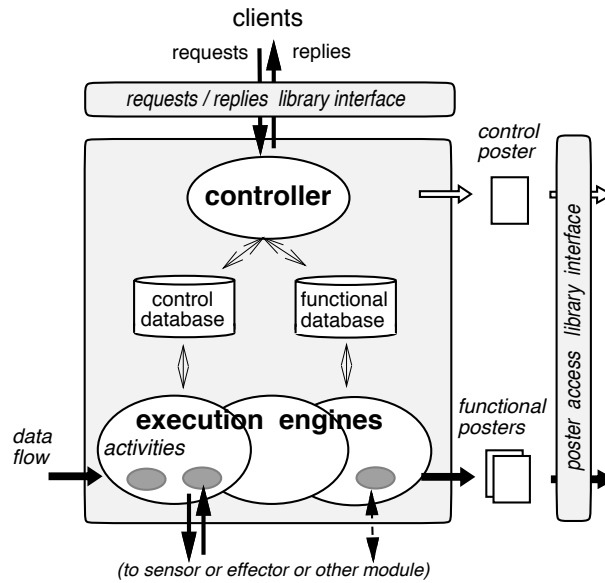 clients
requests
replies
requests / replies library interface
control
poster
controller
control
database
functional
database
poster access library interface
execution engines
activities
data
flow
functional
posters
(to sensor or effector or other module)